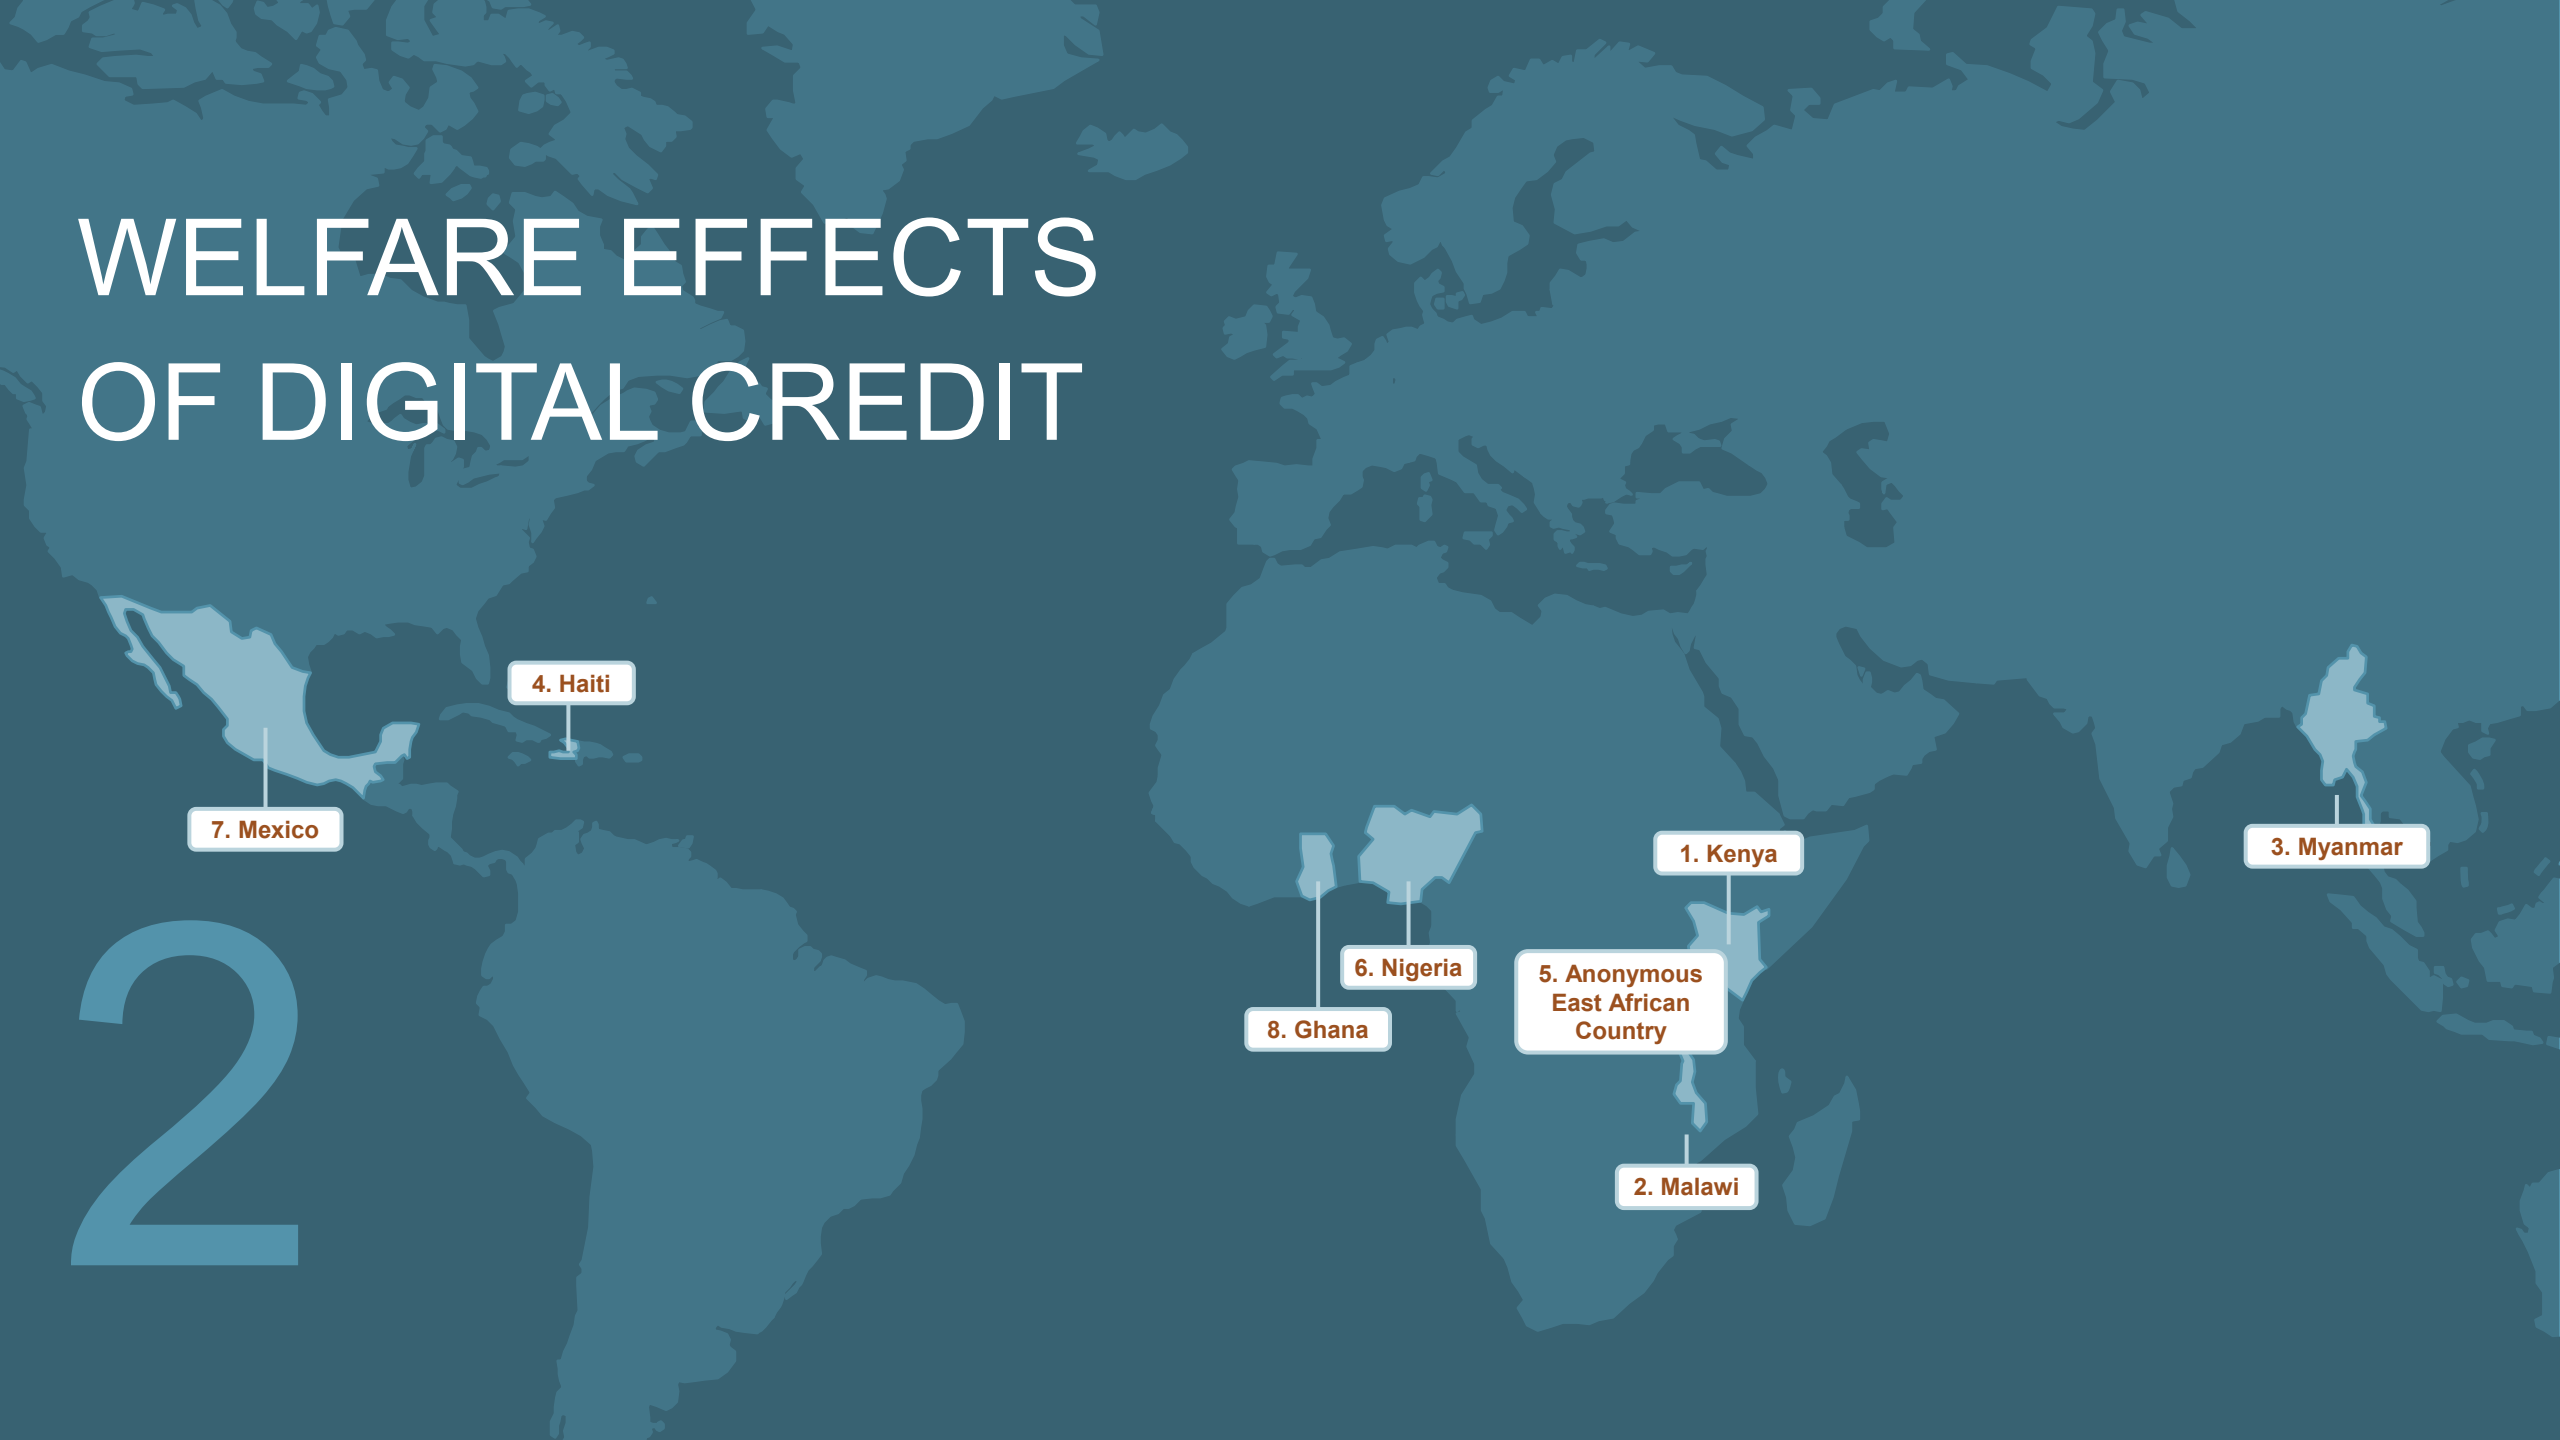 WELFARE EFFECTS
OF DIGITAL CREDIT
4. Haiti
7. Mexico
1. Kenya
3. Myanmar
6. Nigeria
5. Anonymous
East African
Country
8. Ghana
2. Malawi
2